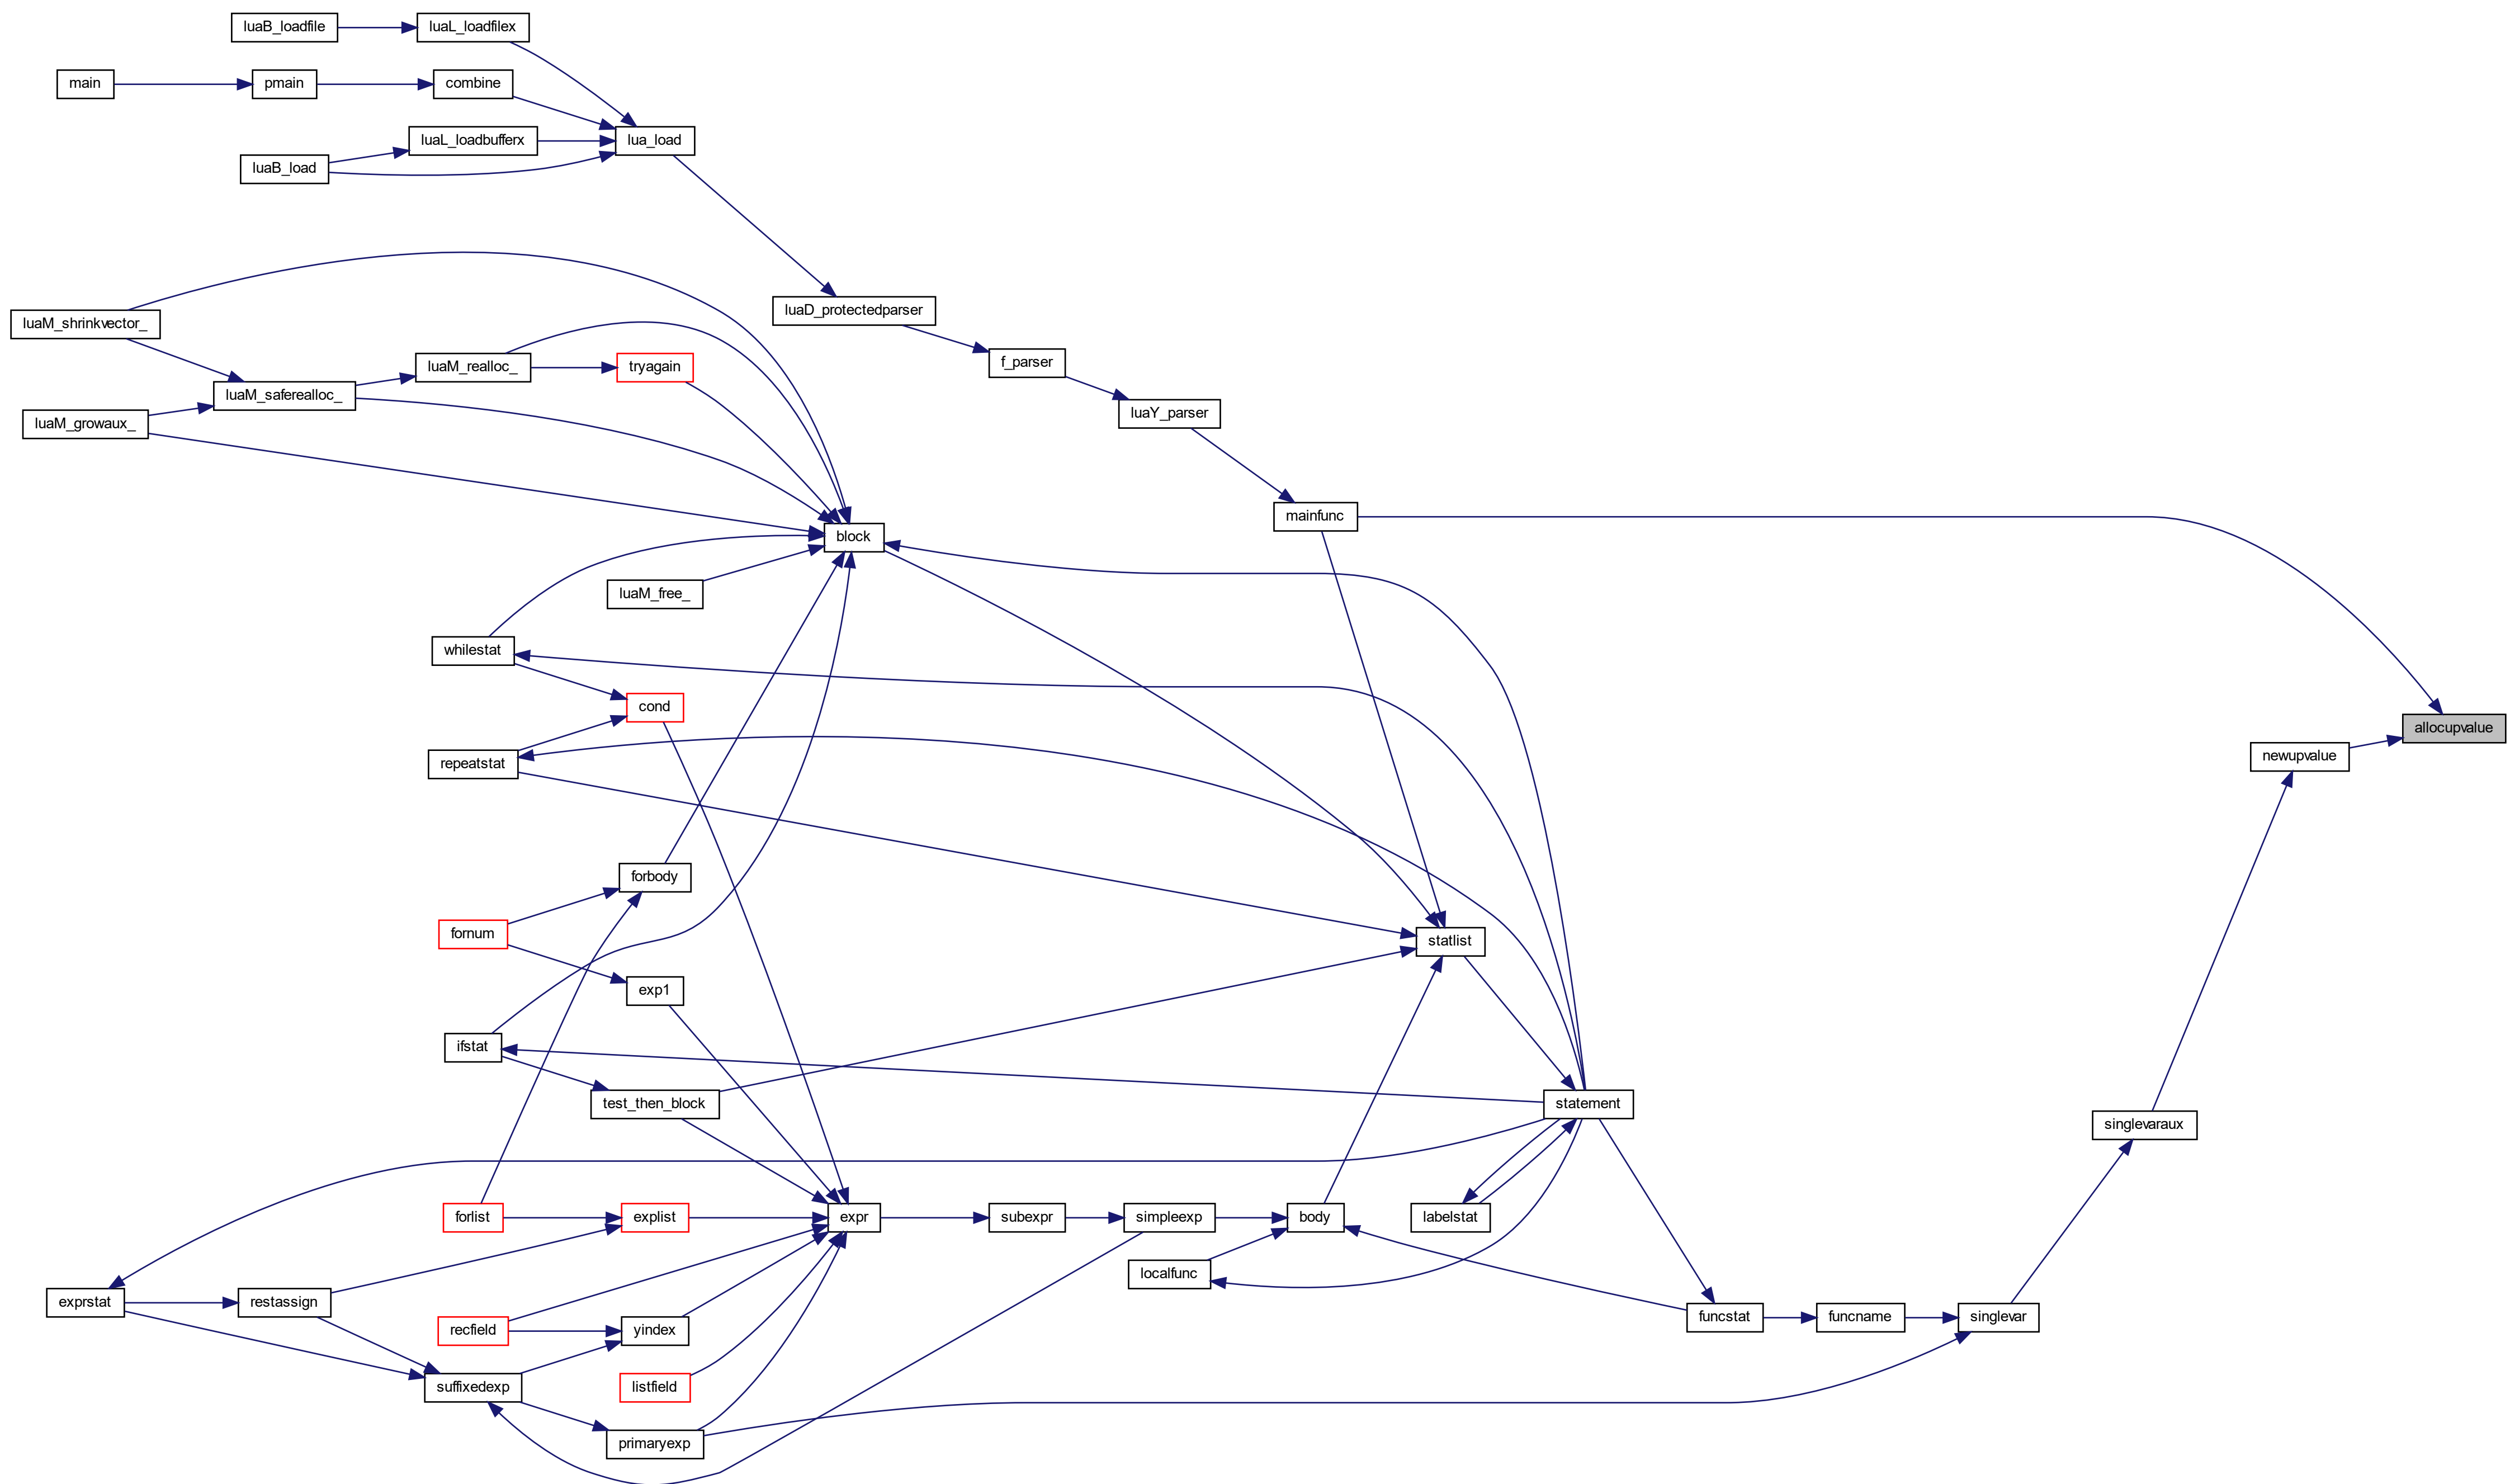 luaB_loadfile
luaL_loadfilex
main
pmain
combine
lua_load
luaL_loadbufferx
luaB_load
luaD_protectedparser
luaM_shrinkvector_
f_parser
luaM_realloc_
tryagain
luaM_saferealloc_
luaY_parser
luaM_growaux_
mainfunc
block
luaM_free_
whilestat
cond
allocupvalue
repeatstat
newupvalue
forbody
fornum
statlist
exp1
ifstat
test_then_block
statement
singlevaraux
forlist
explist
expr
subexpr
simpleexp
body
labelstat
localfunc
exprstat
restassign
funcstat
funcname
singlevar
recfield
yindex
suffixedexp
listfield
primaryexp